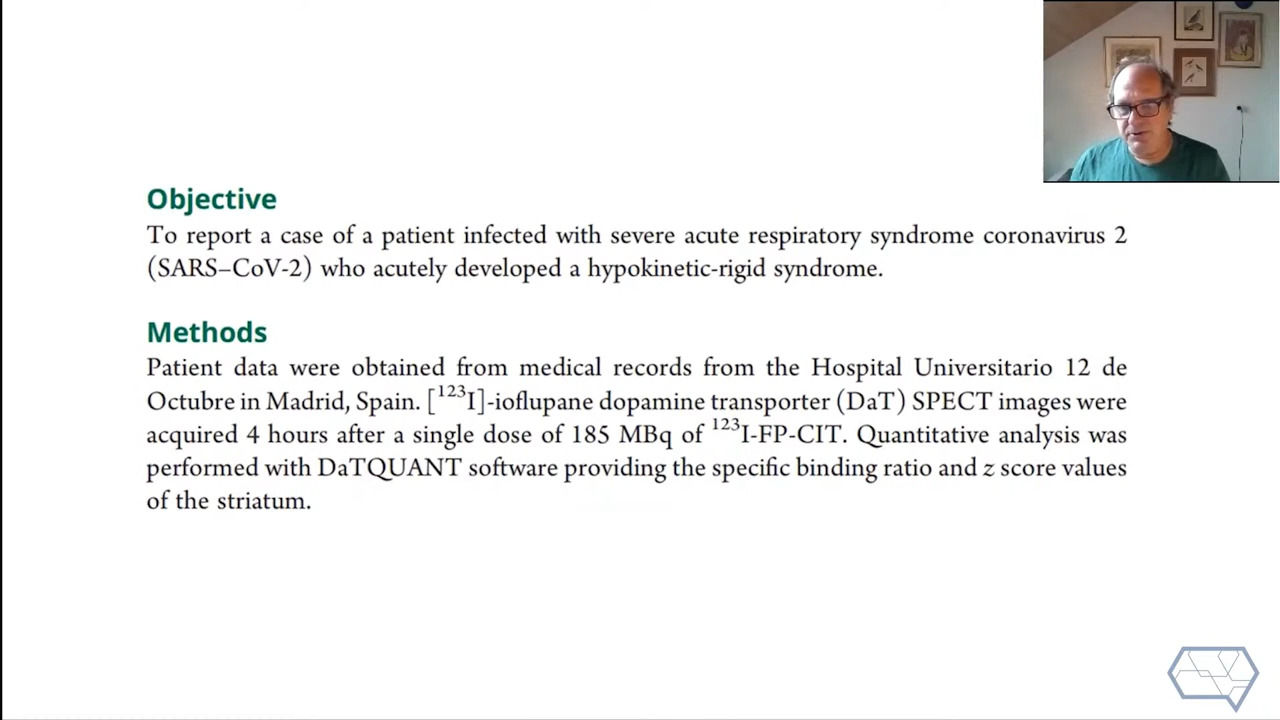 Objective
To report a case of a patient infected with severe acute respiratory syndrome coronavirus 2
(SARS–CoV-2) who acutely developed a hypokinetic-rigid syndrome.
Methods
Patient data were obtained from medical records from the Hospital Universitario 12 de
Octubre in Madrid, Spain. [¹²³I]-ioflupane dopamine transporter (DaT) SPECT images were
acquired 4 hours after a single dose of 185 MBq of ¹²³I-FP-CIT. Quantitative analysis was
performed with DaTQUANT software providing the specific binding ratio and z score values
of the striatum.